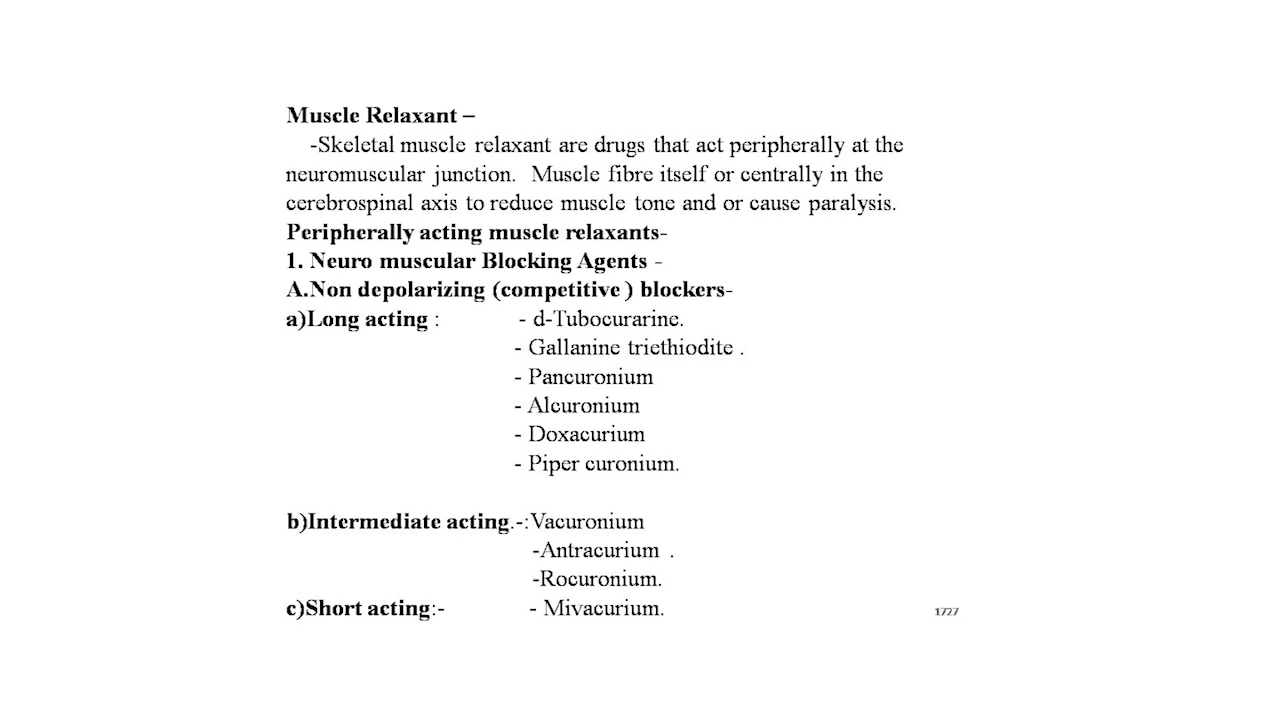 Muscle Relaxant –
-Skeletal muscle relaxant are drugs that act peripherally at the
neuromuscular junction. Muscle fibre itself or centrally in the
cerebrospinal axis to reduce muscle tone and or cause paralysis.
Peripherally acting muscle relaxants-
1. Neuro muscular Blocking Agents -
A.Non depolarizing (competitive ) blockers-
a)Long acting : - d-Tubocurarine.
- Gallanine triethiodite .
- Pancuronium
- Alcuronium
- Doxacurium
- Piper curonium.
b)Intermediate acting.-:Vacuronium
-Antracurium .
-Rocuronium.
c)Short acting:- - Mivacurium.
1727